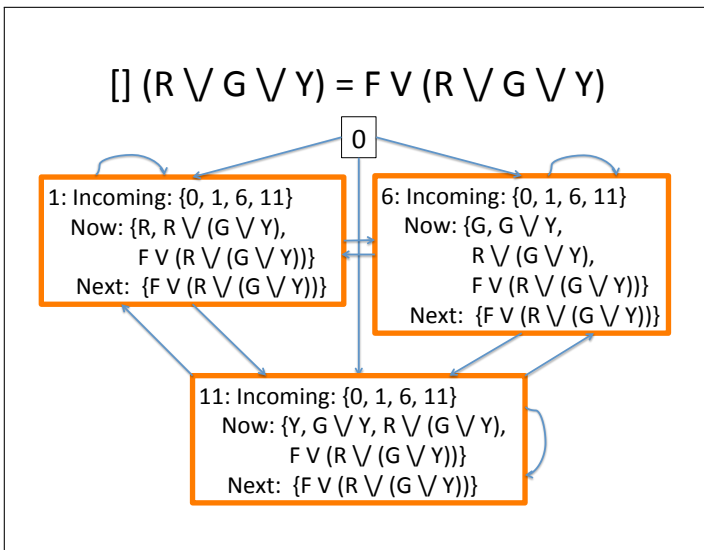 [] (R \/ G \/ Y) = F V (R \/ G \/ Y)
0
1: Incoming: {0, 1, 6, 11}
Now: {R, R \/ (G \/ Y),
F V (R \/ (G \/ Y))}
Next: {F V (R \/ (G \/ Y))}
6: Incoming: {0, 1, 6, 11}
Now: {G, G \/ Y,
R \/ (G \/ Y),
F V (R \/ (G \/ Y))}
Next: {F V (R \/ (G \/ Y))}
11: Incoming: {0, 1, 6, 11}
Now: {Y, G \/ Y, R \/ (G \/ Y),
F V (R \/ (G \/ Y))}
Next: {F V (R \/ (G \/ Y))}